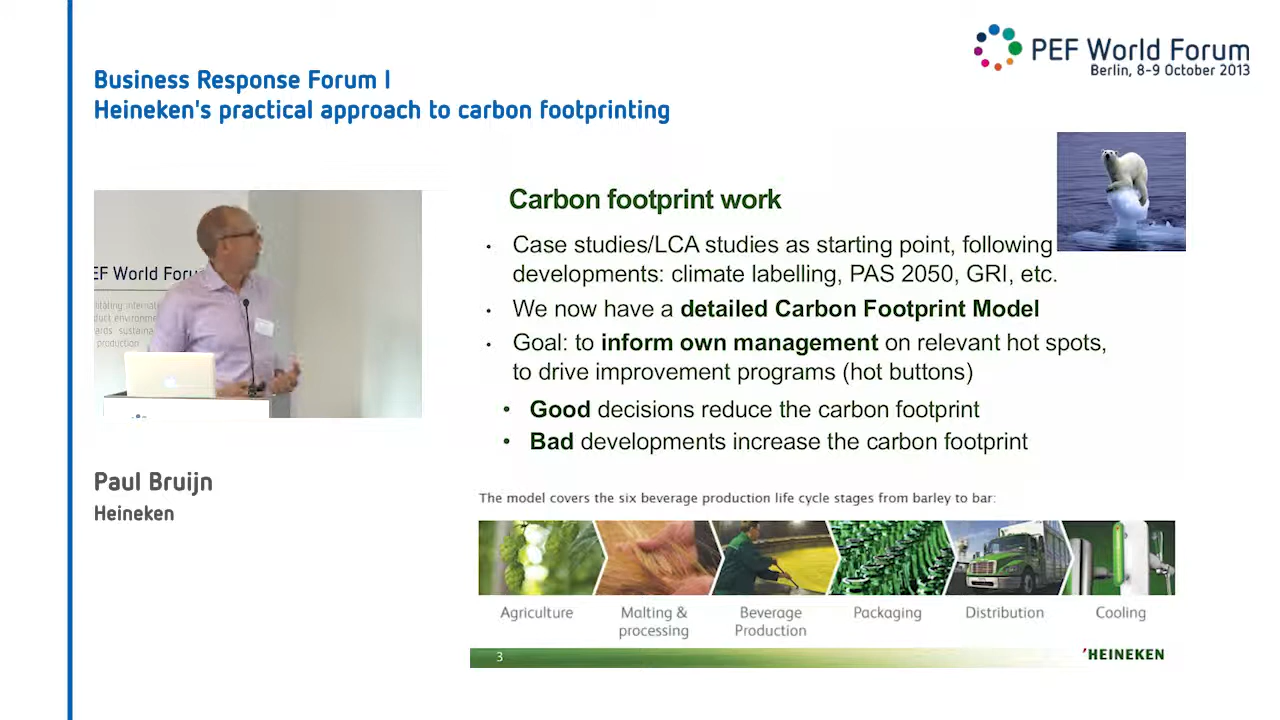 PEF World Forum
Berlin, 8-9 October 2013
Business Response Forum I
Heineken's practical approach to carbon footprinting
EF World Foru
product environme
ards sustaina
production
Carbon footprint work
• Case studies/LCA studies as starting point, following
developments: climate labelling, PAS 2050, GRI, etc.
• We now have a detailed Carbon Footprint Model
• Goal: to inform own management on relevant hot spots,
to drive improvement programs (hot buttons)
• Good decisions reduce the carbon footprint
• Bad developments increase the carbon footprint
Paul Bruijn
Heineken
The model covers the six beverage production life cycle stages from barley to bar:
Agriculture
Malting &
processing
Beverage
Production
Packaging
Distribution
Cooling
3
HEINEKEN